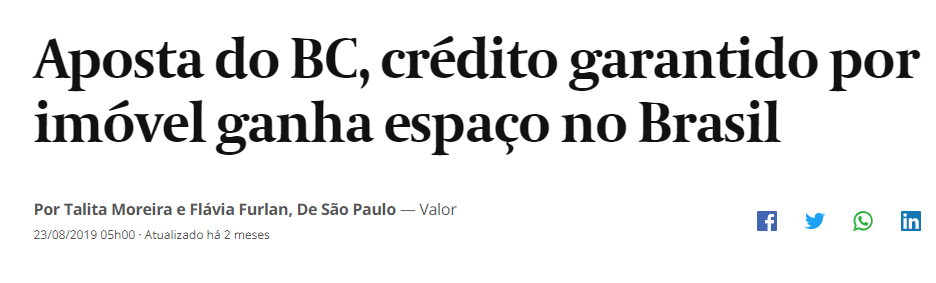 Aposta do BC, crédito garantido por
imóvel ganha espaço no Brasil
Por Talita Moreira e Flávia Furlan, De São Paulo — Valor
23/08/2019 05h00 · Atualizado há 2 meses